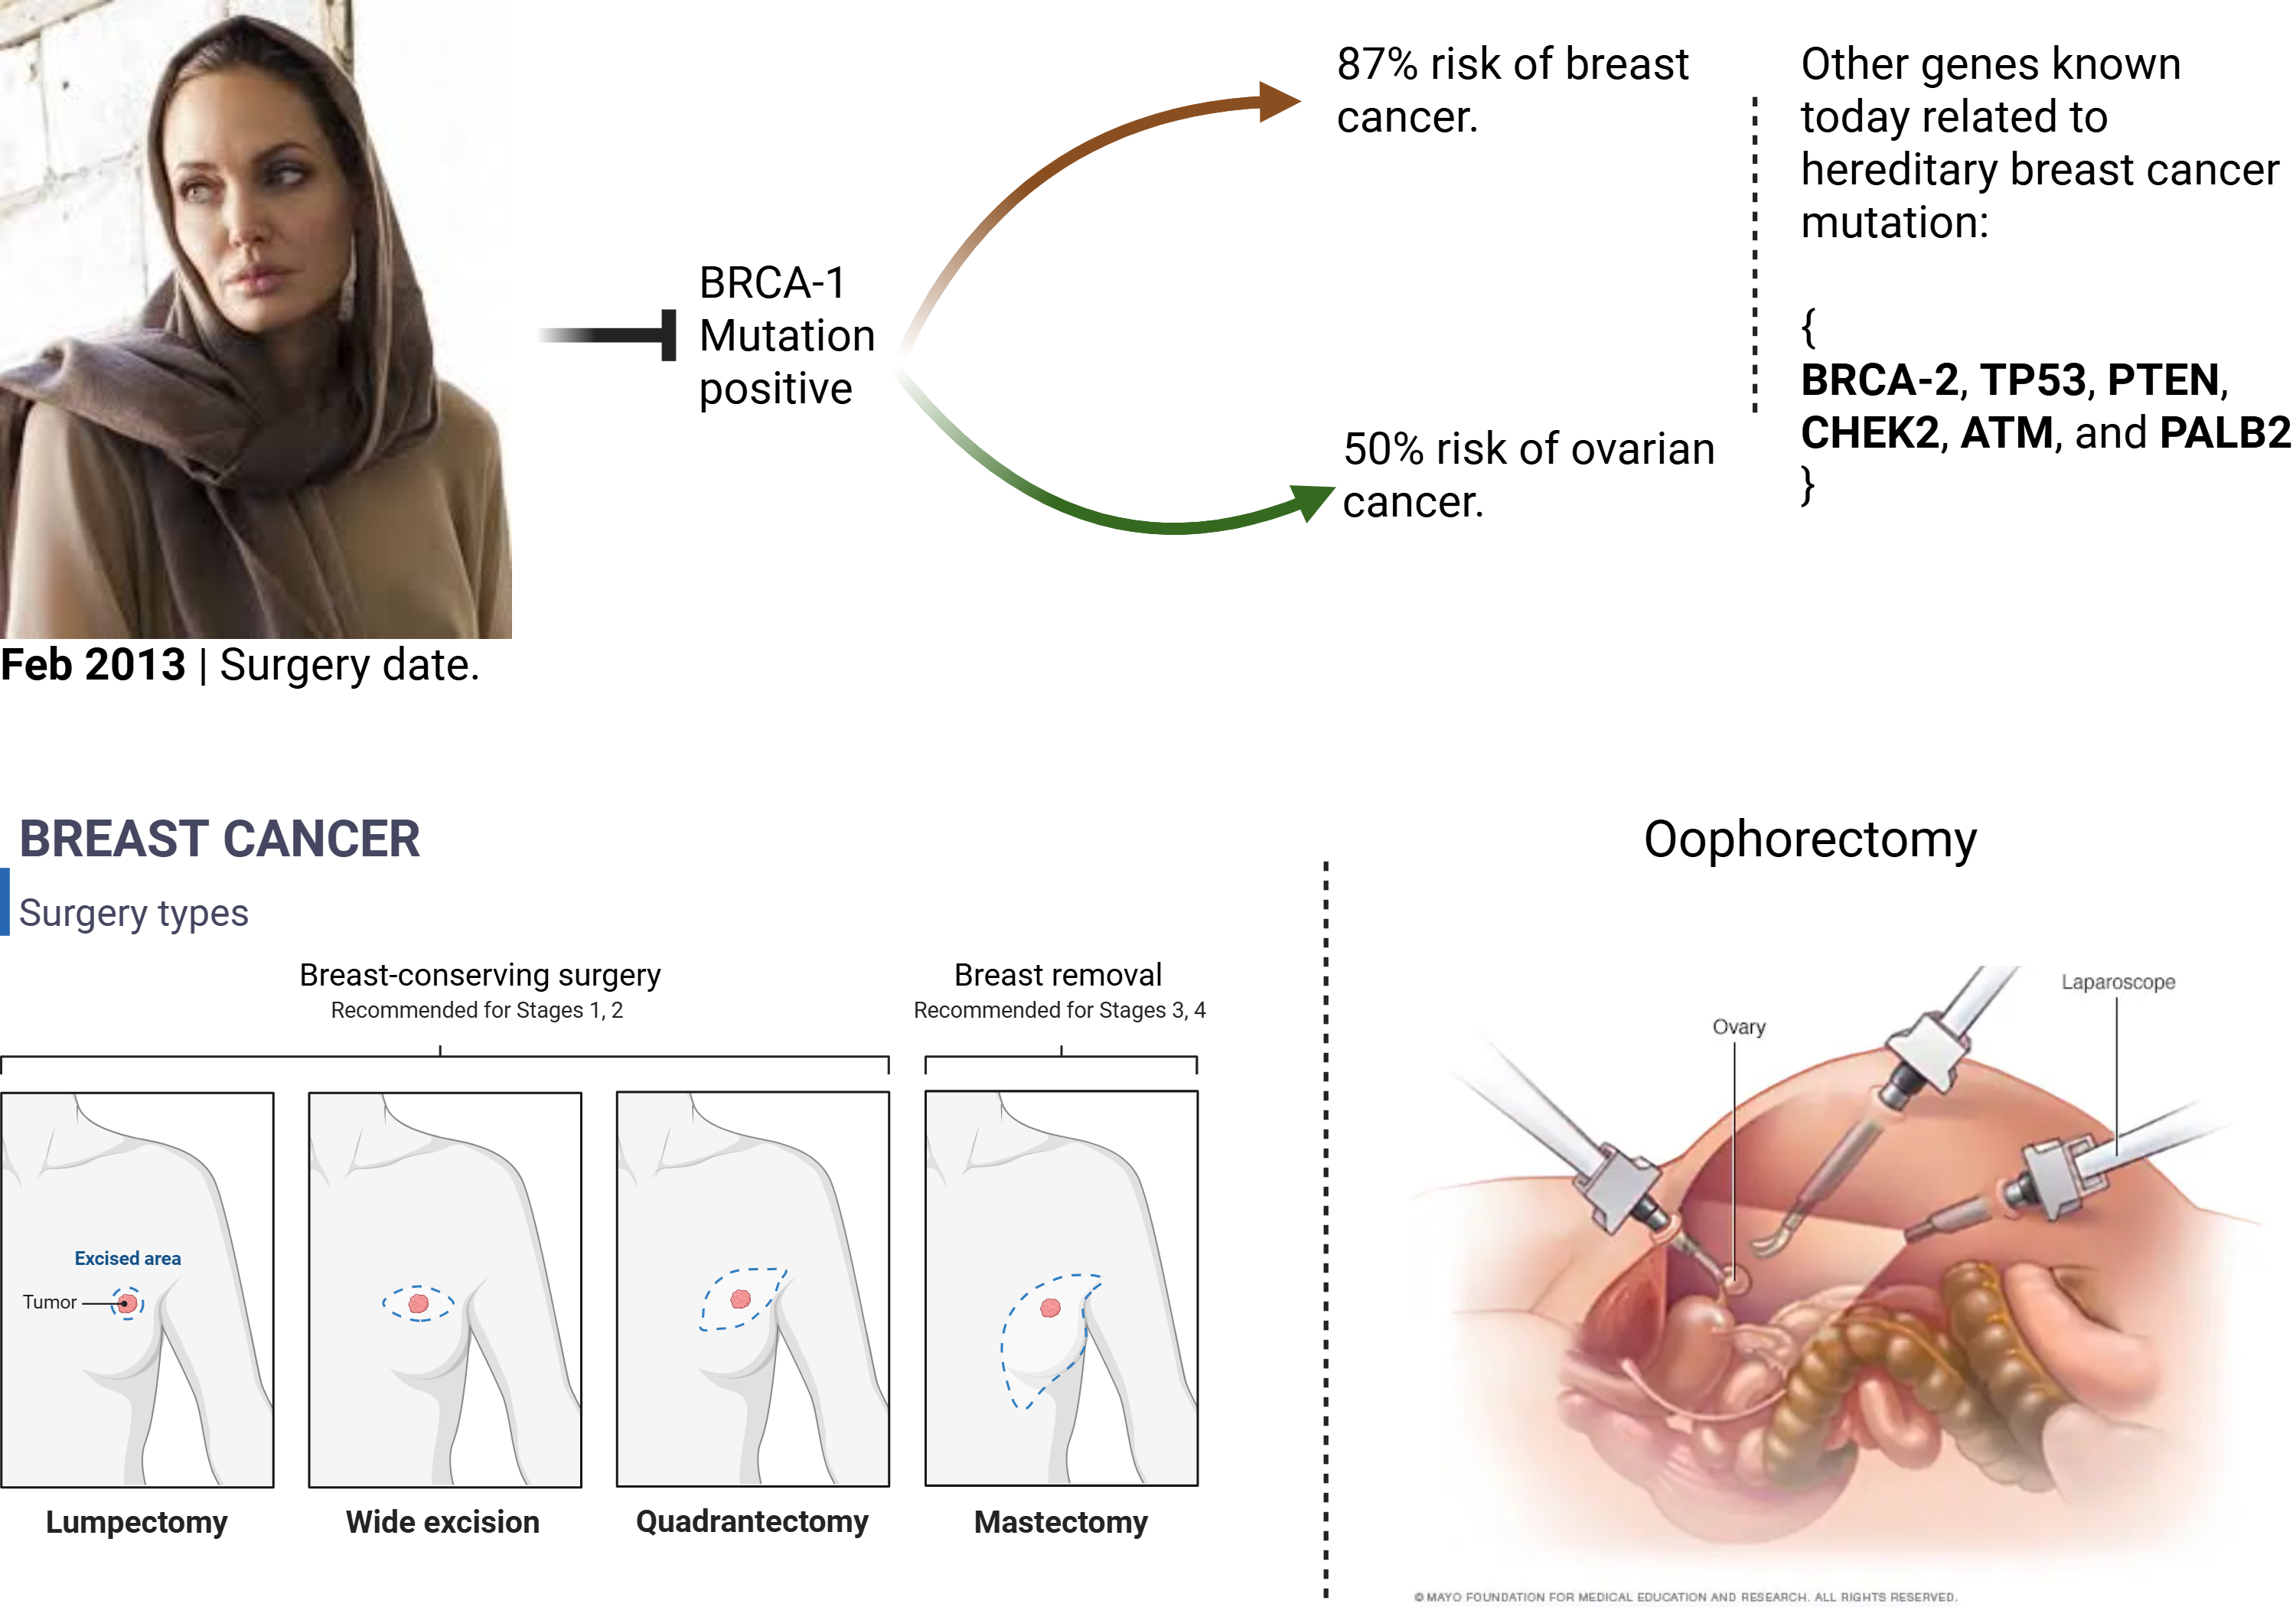 87% risk of breast
cancer.
Other genes known
today related to
hereditary breast cancer
mutation:
{
BRCA-2, TP53, PTEN,
CHEK2, ATM, and PALB2
}
BRCA-1
Mutation
positive
50% risk of ovarian
cancer.
Feb 2013 | Surgery date.
BREAST CANCER
Surgery types
Breast-conserving surgery
Recommended for Stages 1, 2
Breast removal
Recommended for Stages 3, 4
Excised area
Tumor
Lumpectomy
Wide excision
Quadrantectomy
Mastectomy
Oophorectomy
Laparoscope
Ovary
© MAYO FOUNDATION FOR MEDICAL EDUCATION AND RESEARCH. ALL RIGHTS RESERVED.